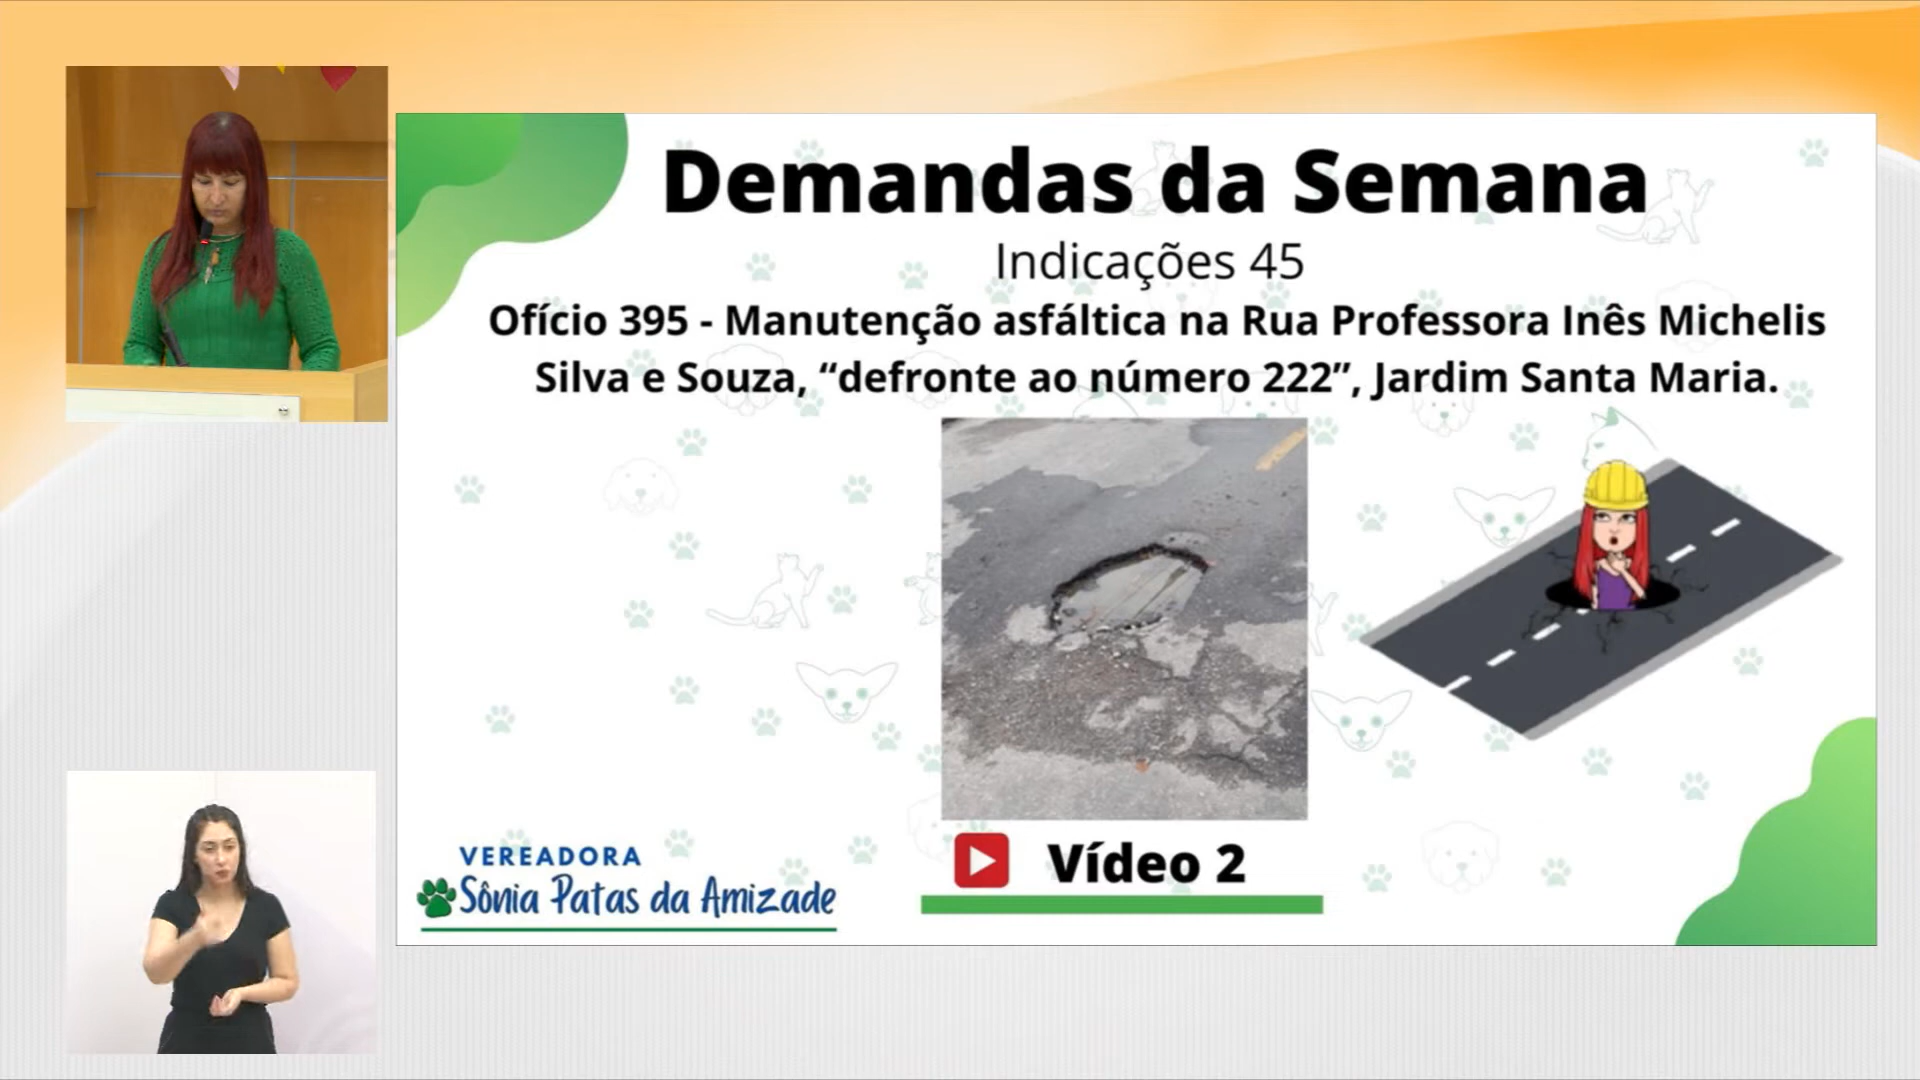 Demandas da Semana
Indicações 45
Ofício 395 - Manutenção asfáltica na Rua Professora Inês Michelis
Silva e Souza, “defronte ao número 222”, Jardim Santa Maria.
Vídeo 2
VEREADORA
Sônia Patas da Amizade